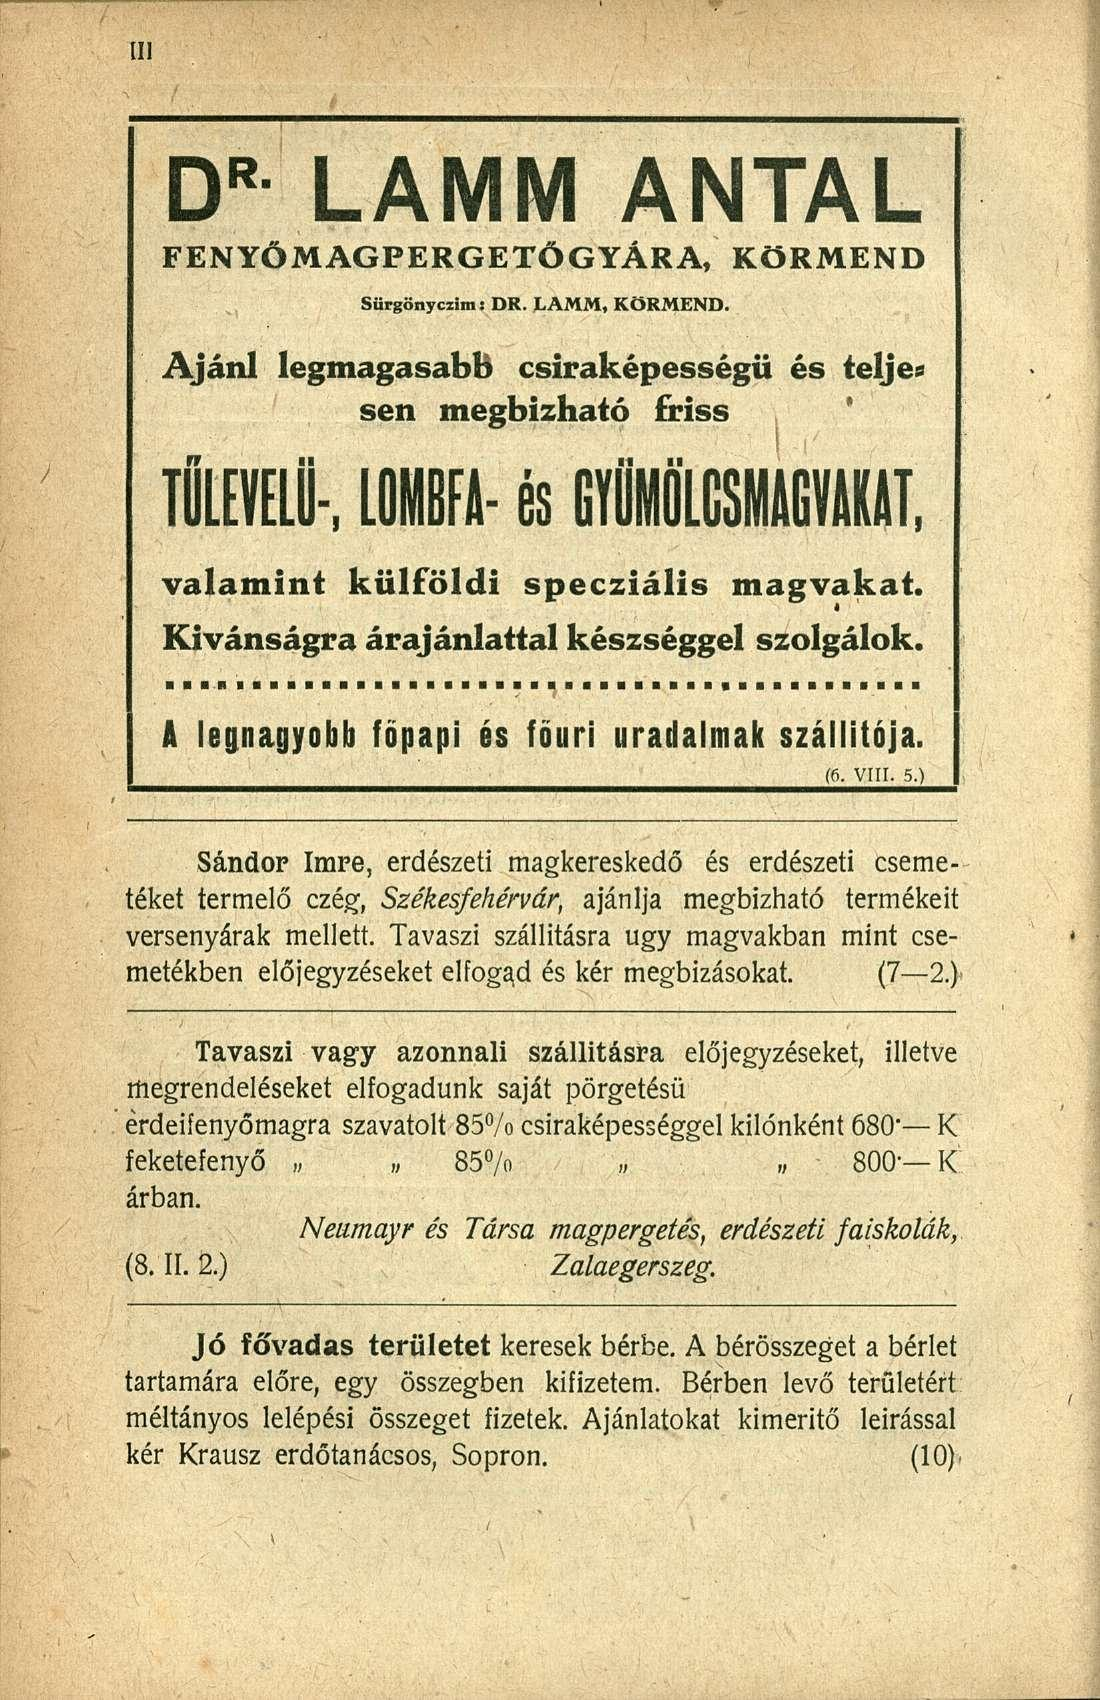 III
DR. LAMM ANTAL
FENYŐMAGPERGETŐGYÁRA, KÖRMEND
Sürgönyczim: DR. LAMM, KÖRMEND.
Ajánl legmagasabb csiraképességü és telje-
sen megbizható friss
TŰLEVELÜ-, LOMBFA- és GYÜMÖLCSMAGVAKAT,
valamint külföldi specziális magvakat.
Kivánságra árajánlattal készséggel szolgálok.
A legnagyobb főpapi és főuri uradalmak szállitója.
(6. VIII. 5.)
Sándor Imre, erdészeti magkereskedő és erdészeti cseme-
téket termelő czég, Székesfehérvár, ajánlja megbizható termékeit
versenyárak mellett. Tavaszi szállitásra ugy magvakban mint cse-
metékben előjegyzéseket elfogad és kér megbizásokat. (7—2.)
Tavaszi vagy azonnali szállitásra előjegyzéseket, illetve
megrendeléseket elfogadunk saját pörgetésü
erdeifenyőmagra szavatolt 85% csiraképességgel kilónként 680·— K
feketefenyő „ „ 85% „ „ 800·— K
árban.
Neumayr és Társa magpergetés, erdészeti faiskolák,
(8. II. 2.) Zalaegerszeg.
Jó fővadas területet keresek bérbe. A bérösszeget a bérlet
tartamára előre, egy összegben kifizetem. Bérben levő területért
méltányos lelépési összeget fizetek. Ajánlatokat kimeritő leirással
kér Krausz erdőtanácsos, Sopron. (10)